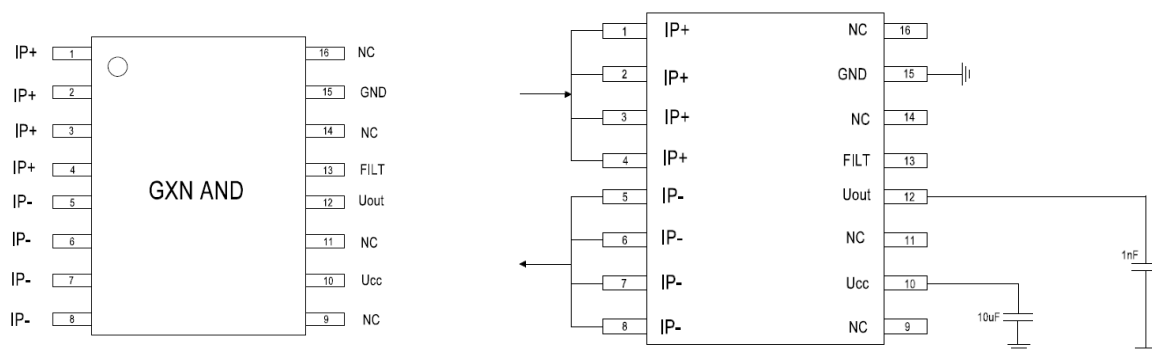 IP+ 1 16 NC
IP+ 2 15 GND
IP+ 3 14 NC
IP+ 4 13 FILT
GXN AND
IP- 5 12 Uout
IP- 6 11 NC
IP- 7 10 Ucc
IP- 8 9 NC
1 IP+ NC 16
2 IP+ GND 15
3 IP+ NC 14
4 IP+ FILT 13
5 IP- Uout 12
6 IP- NC 11
1nF
7 IP- Ucc 10
10uF
8 IP- NC 9